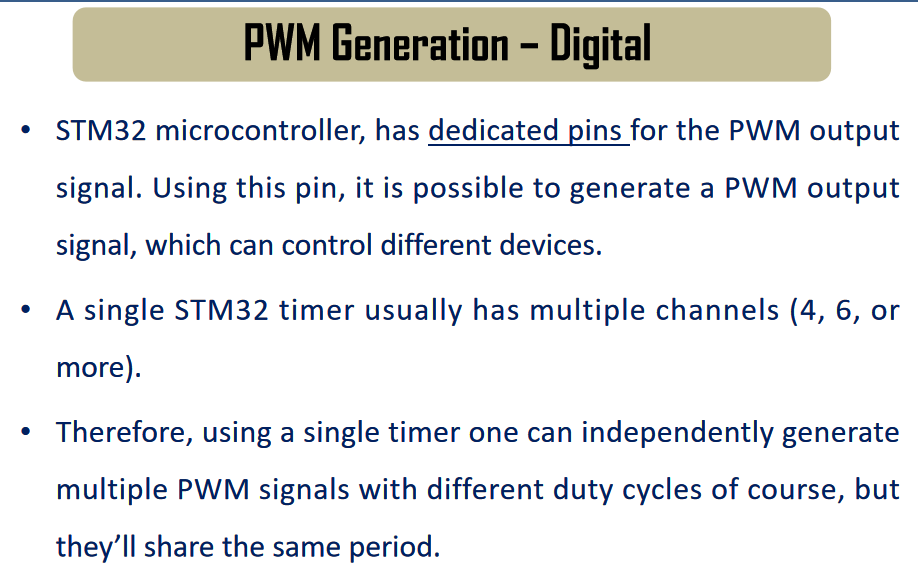 PWM Generation – Digital
• STM32 microcontroller, has dedicated pins for the PWM output
signal. Using this pin, it is possible to generate a PWM output
signal, which can control different devices.
• A single STM32 timer usually has multiple channels (4, 6, or
more).
• Therefore, using a single timer one can independently generate
multiple PWM signals with different duty cycles of course, but
they’ll share the same period.